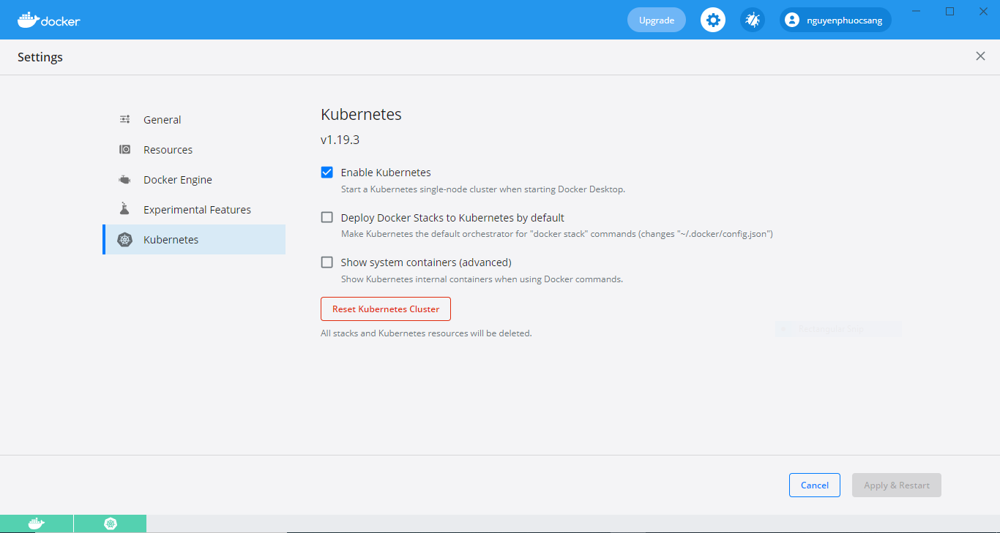 docker
Upgrade
nguyenphuocsang
Settings
General
Resources
Docker Engine
Experimental Features
Kubernetes
Kubernetes
v1.19.3
Enable Kubernetes
Start a Kubernetes single-node cluster when starting Docker Desktop.
Deploy Docker Stacks to Kubernetes by default
Make Kubernetes the default orchestrator for "docker stack" commands (changes "~/.docker/config.json")
Show system containers (advanced)
Show Kubernetes internal containers when using Docker commands.
Reset Kubernetes Cluster
All stacks and Kubernetes resources will be deleted.
Cancel
Apply & Restart